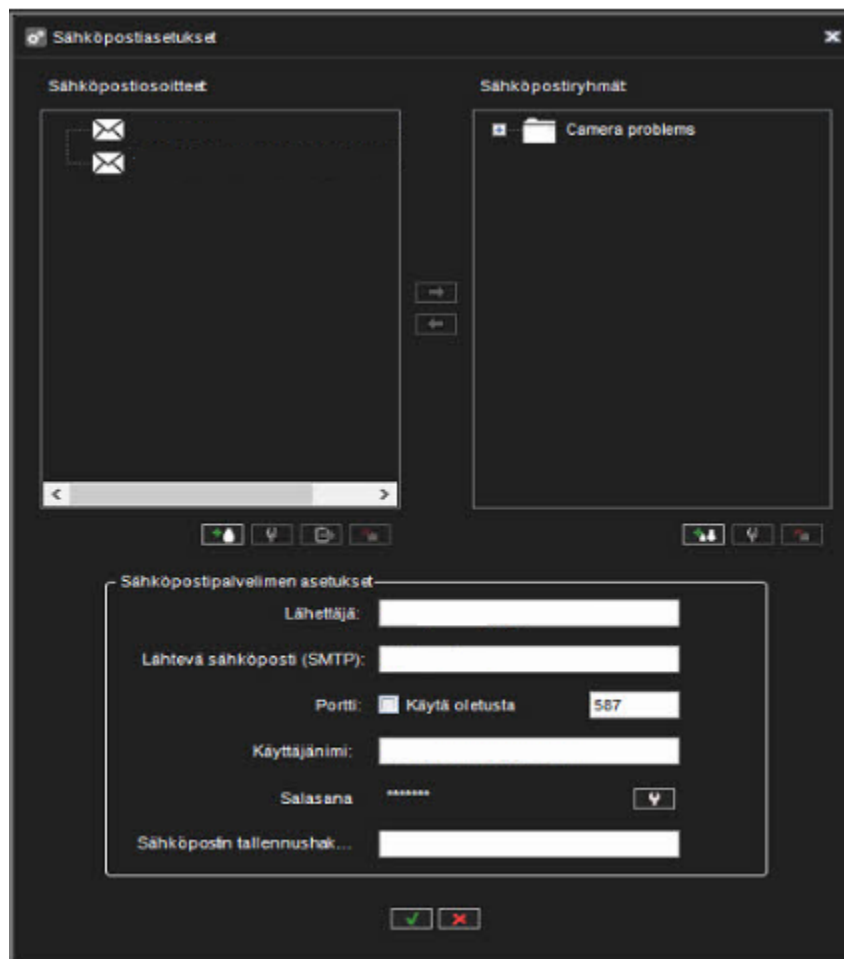 Sähköpostiasetukset
Sähköpostiosoitteet
Sähköpostiryhmät
Camera problems
Sähköpostipalvelimen asetukset
Lähettäjä:
Lähtevä sähköposti (SMTP):
Portti: Käytä oletusta 587
Käyttäjänimi:
Salasana *******
Sähköpostin tallennushak...